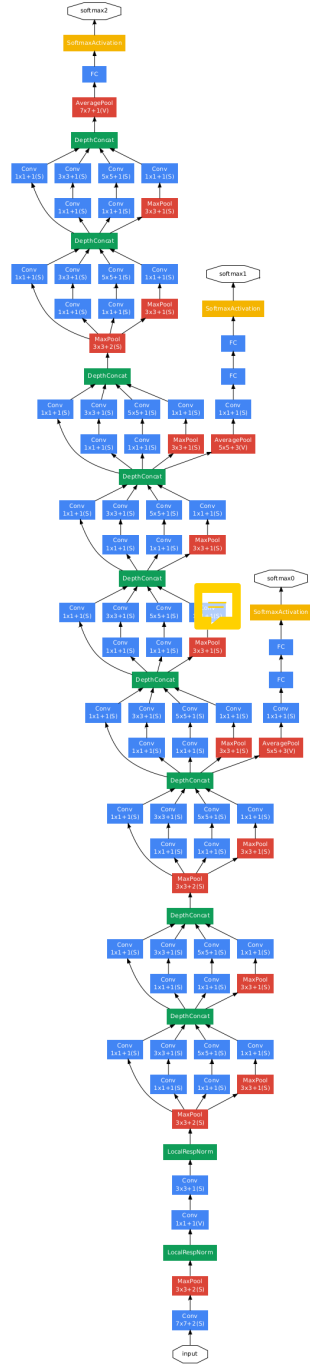 softmax2
SoftmaxActivation
FC
AveragePool
7x7+1(V)
DepthConcat
Conv Conv Conv Conv
1x1+1(S) 3x3+1(S) 5x5+1(S) 1x1+1(S)
Conv Conv MaxPool
1x1+1(S) 1x1+1(S) 3x3+1(S)
DepthConcat
Conv Conv Conv Conv
1x1+1(S) 3x3+1(S) 5x5+1(S) 1x1+1(S)
softmax1
Conv Conv MaxPool
1x1+1(S) 1x1+1(S) 3x3+1(S)
SoftmaxActivation
MaxPool
3x3+2(S)
FC
DepthConcat FC
Conv Conv Conv Conv Conv
1x1+1(S) 3x3+1(S) 5x5+1(S) 1x1+1(S) 1x1+1(S)
Conv Conv MaxPool AveragePool
1x1+1(S) 1x1+1(S) 3x3+1(S) 5x5+3(V)
DepthConcat
Conv Conv Conv Conv
1x1+1(S) 3x3+1(S) 5x5+1(S) 1x1+1(S)
Conv Conv MaxPool
1x1+1(S) 1x1+1(S) 3x3+1(S)
DepthConcat softmax0
Conv Conv Conv
1x1+1(S) 3x3+1(S) 5x5+1(S)
SoftmaxActivation
Conv Conv MaxPool
1x1+1(S) 1x1+1(S) 3x3+1(S)
FC
DepthConcat FC
Conv Conv Conv Conv Conv
1x1+1(S) 3x3+1(S) 5x5+1(S) 1x1+1(S) 1x1+1(S)
Conv Conv MaxPool AveragePool
1x1+1(S) 1x1+1(S) 3x3+1(S) 5x5+3(V)
DepthConcat
Conv Conv Conv Conv
1x1+1(S) 3x3+1(S) 5x5+1(S) 1x1+1(S)
Conv Conv MaxPool
1x1+1(S) 1x1+1(S) 3x3+1(S)
MaxPool
3x3+2(S)
DepthConcat
Conv Conv Conv Conv
1x1+1(S) 3x3+1(S) 5x5+1(S) 1x1+1(S)
Conv Conv MaxPool
1x1+1(S) 1x1+1(S) 3x3+1(S)
DepthConcat
Conv Conv Conv Conv
1x1+1(S) 3x3+1(S) 5x5+1(S) 1x1+1(S)
Conv Conv MaxPool
1x1+1(S) 1x1+1(S) 3x3+1(S)
MaxPool
3x3+2(S)
LocalRespNorm
Conv
3x3+1(S)
Conv
1x1+1(V)
LocalRespNorm
MaxPool
3x3+2(S)
Conv
7x7+2(S)
input